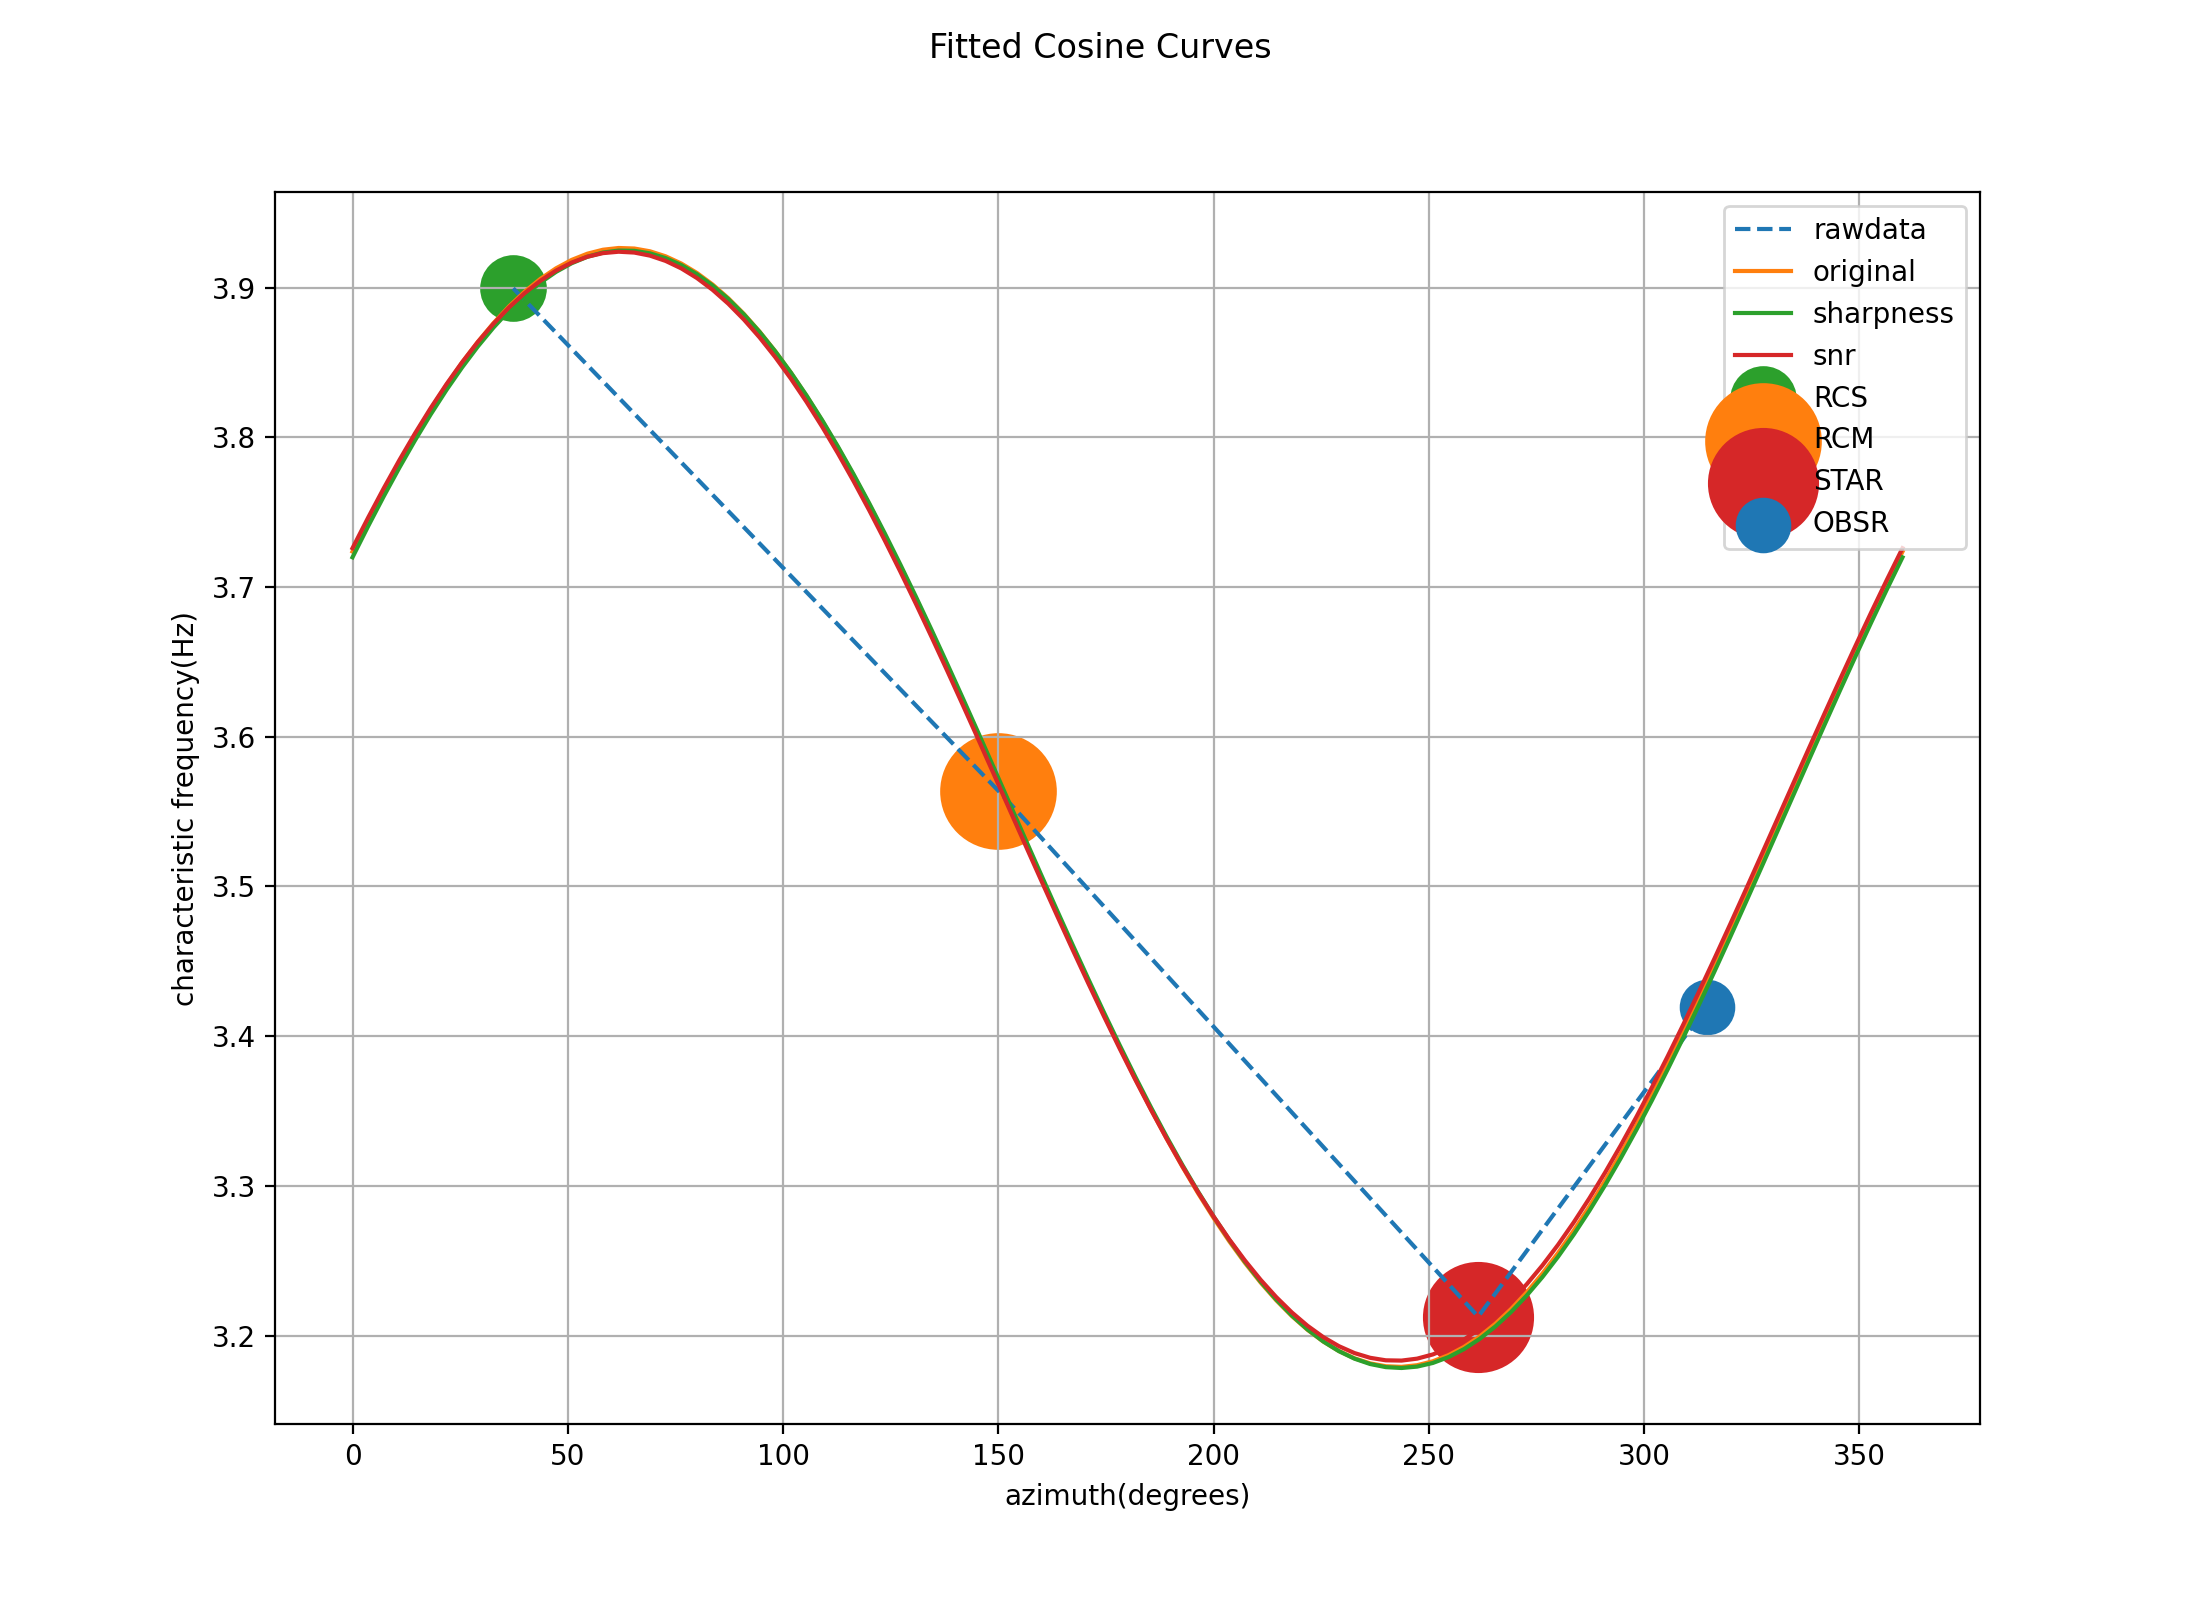 Fitted Cosine Curves
characteristic frequency(Hz)
3.9
3.8
3.7
3.6
3.5
3.4
3.3
3.2
rawdata
original
sharpness
snr
RCS
RCM
STAR
OBSR
0 50 100 150 200 250 300 350
azimuth(degrees)